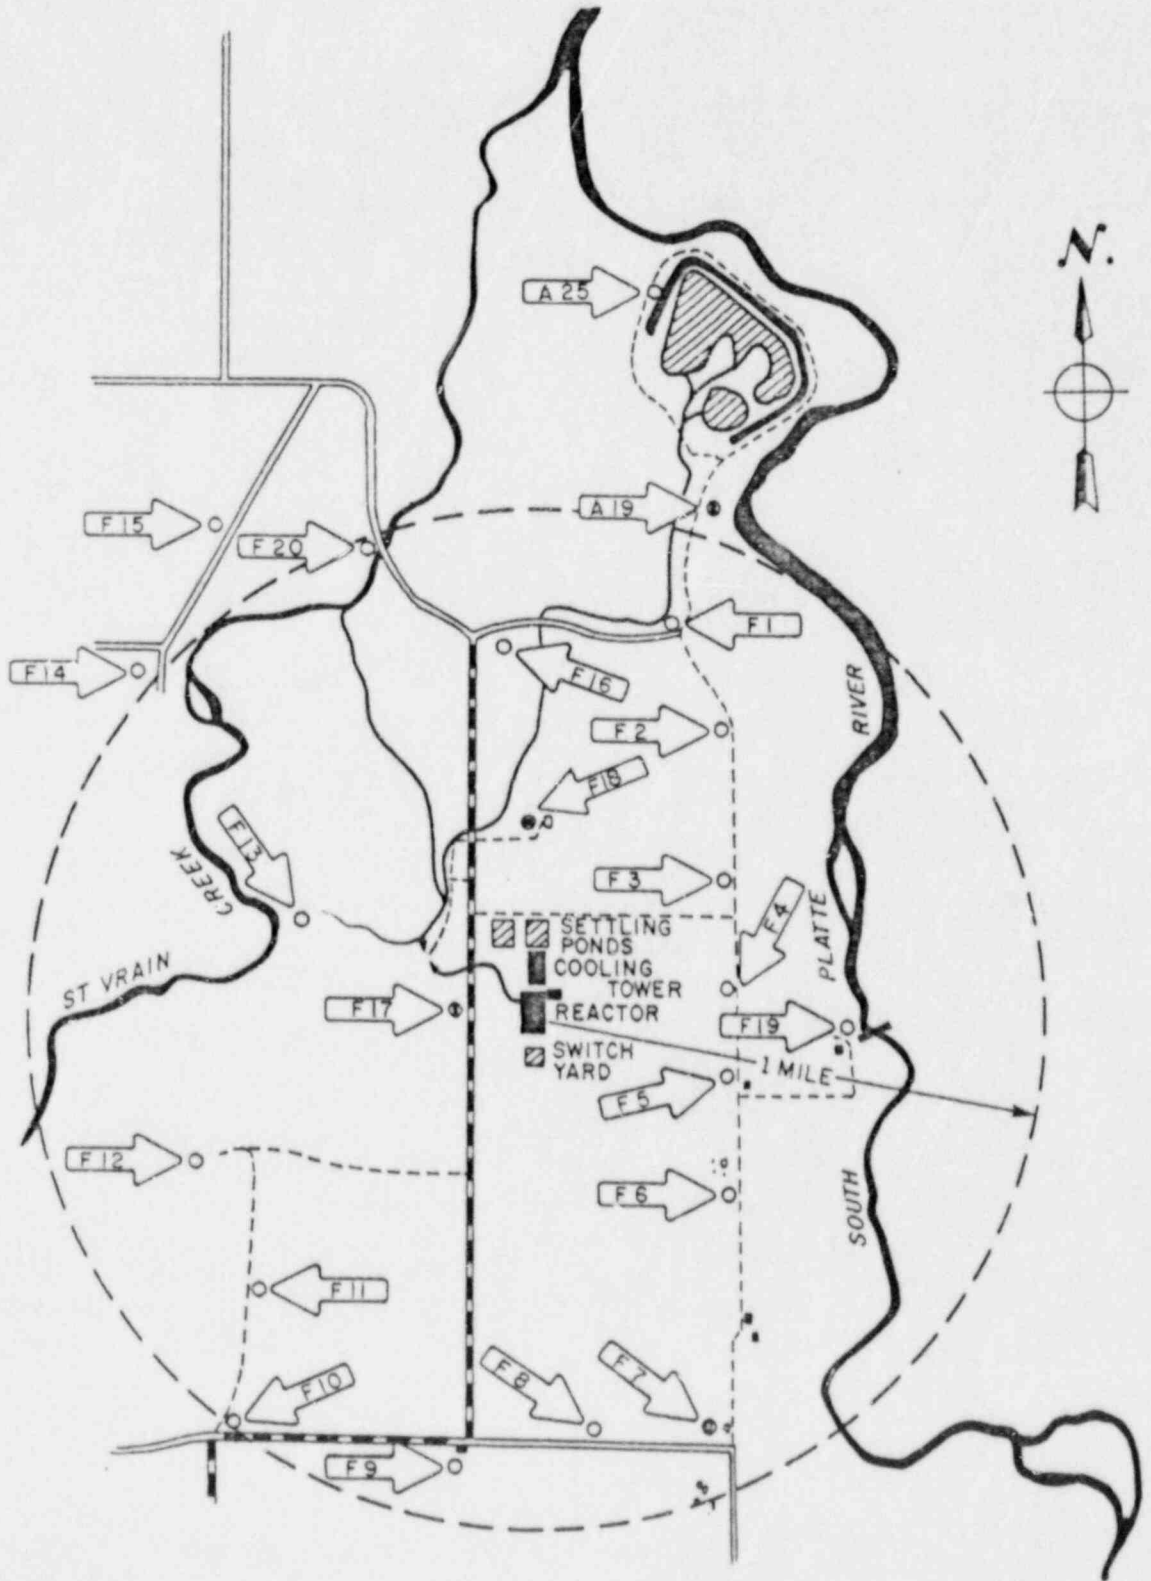 N.
A 25
A 19
F 15
F 20
F 1
F 14
F 16
F 2
F 18
RIVER
F 13
CREEK
F 3
F 4
SETTLING
PONDS
COOLING
TOWER
PLATTE
ST VRAIN
F 17
REACTOR
F 19
SWITCH
YARD
1 MILE
F 5
F 12
F 6
SOUTH
F 11
F 10
F 8
F 7
F 9